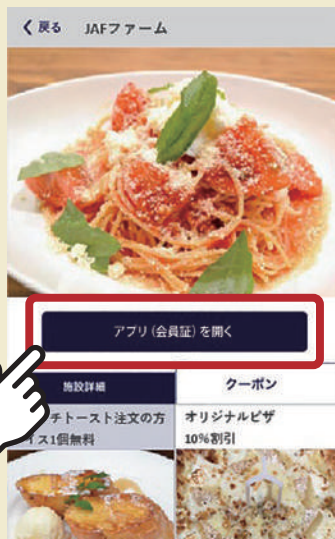 戻る JAFファーム
アプリ(会員証)を開く
施設詳細
クーポン
チトースト注文の方
ス1個無料
オリジナルピザ
10%割引